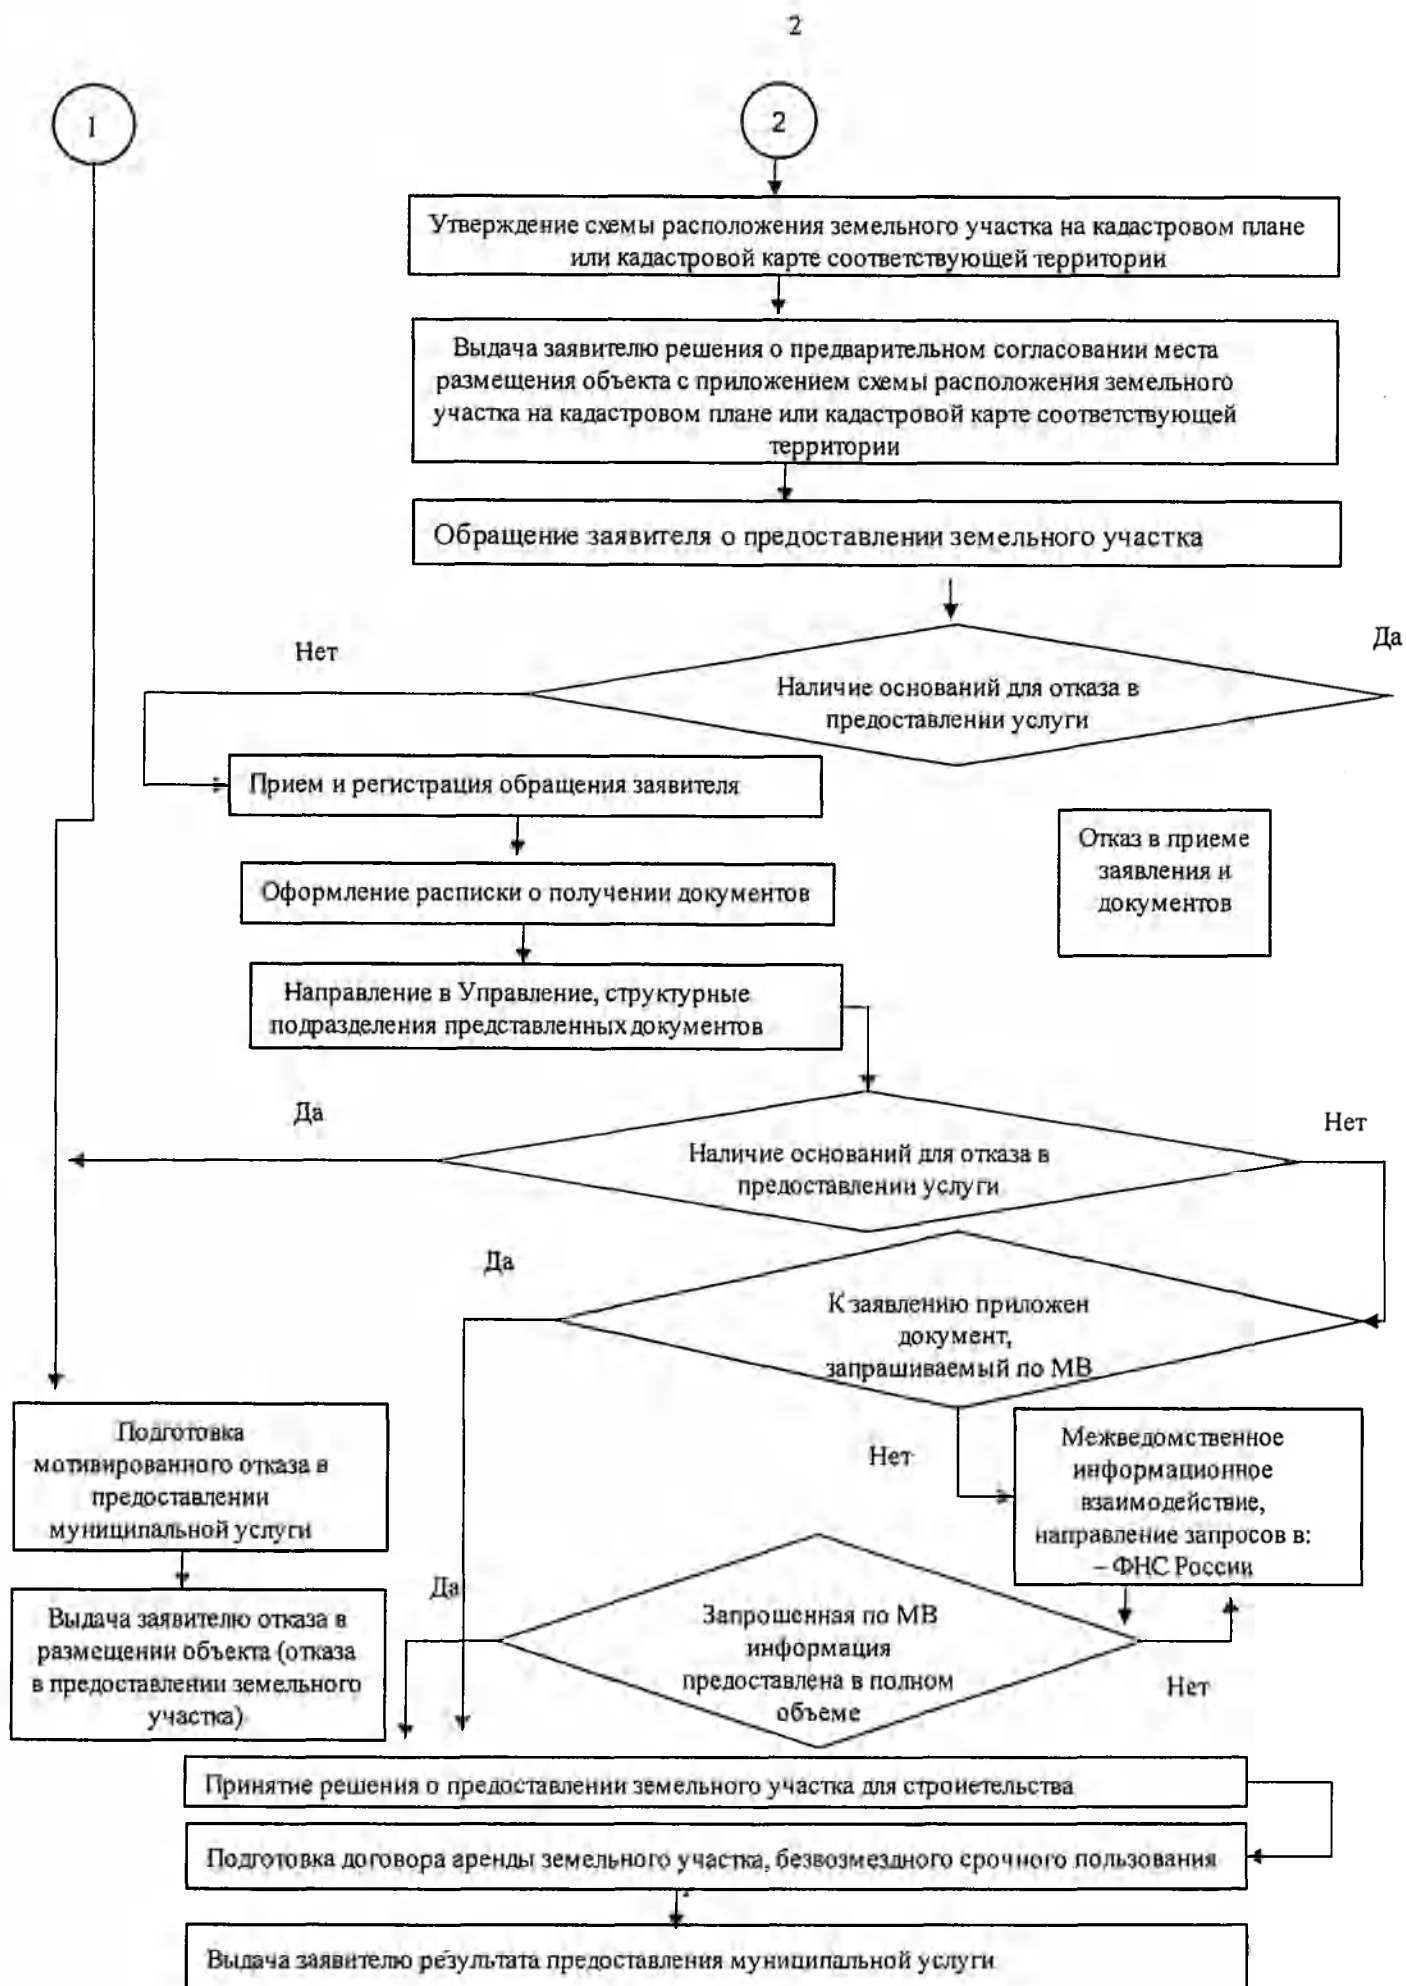 2
1
2
Утверждение схемы расположения земельного участка на кадастровом плане
или кадастровой карте соответствующей территории
Выдача заявителю решения о предварительном согласовании места
размещения объекта с приложением схемы расположения земельного
участка на кадастровом плане или кадастровой карте соответствующей
территории
Обращение заявителя о предоставлении земельного участка
Да
Нет
Наличие оснований для отказа в
предоставлении услуги
Прием и регистрация обращения заявителя
Отказ в приеме
заявления и
документов
Оформление расписки о получении документов
Направление в Управление, структурные
подразделения представленных документов
Да
Нет
Наличие оснований для отказа в
предоставлении услуги
Да
К заявлению приложен
документ,
запрашиваемый по МВ
Подготовка
мотивированного отказа в
предоставлении
муниципальной услуги
Нет
Межведомственное
информационное
взаимодействие,
направление запросов в:
– ФНС России
Выдача заявителю отказа в
размещении объекта (отказа
в предоставлении земельного
участка)
Да
Запрошенная по МВ
информация
предоставлена в полном
объеме
Нет
Принятие решения о предоставлении земельного участка для строиетельства
Подготовка договора аренды земельного участка, безвозмездного срочного пользования
Выдача заявителю результата предоставления муниципальной услуги